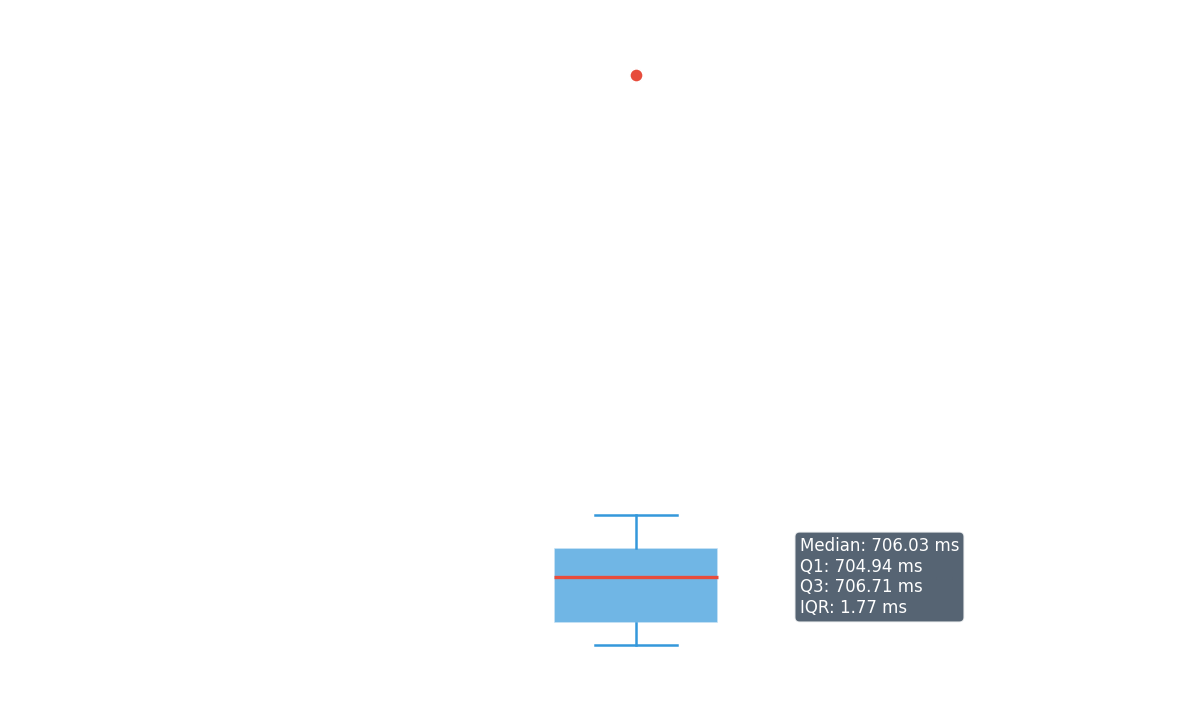 Median: 706.03 ms
Q1: 704.94 ms
Q3: 706.71 ms
IQR: 1.77 ms